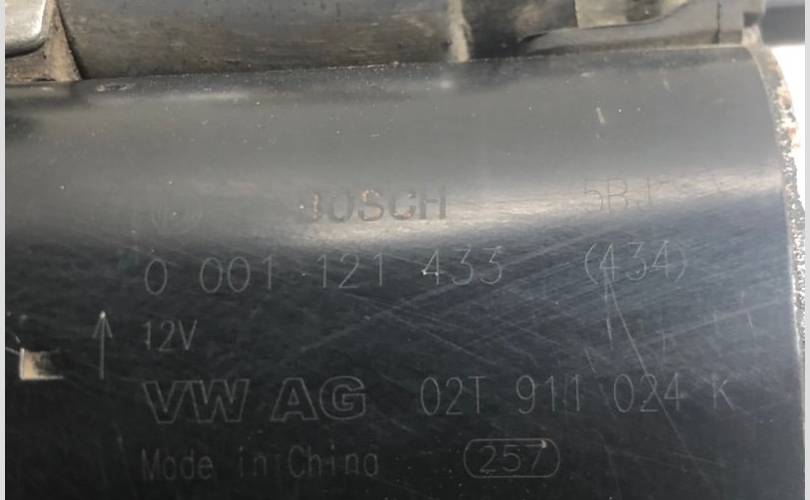 BOSCH
0 001 121 433 (434)
12V
VW AG 02T 911 024 K
Made in China 257